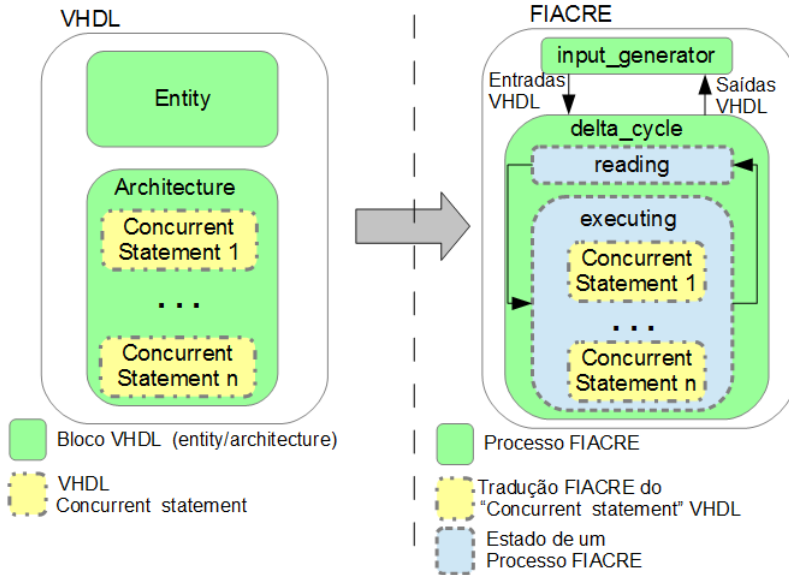 VHDL
Entity
Architecture
Concurrent
Statement 1
. . .
Concurrent
Statement n
Bloco VHDL (entity/architecture)
VHDL
Concurrent statement
FIACRE
input_generator
Entradas
VHDL
Saídas
VHDL
delta_cycle
reading
executing
Concurrent
Statement 1
. . .
Concurrent
Statement n
Processo FIACRE
Tradução FIACRE do
“Concurrent statement” VHDL
Estado de um
Processo FIACRE